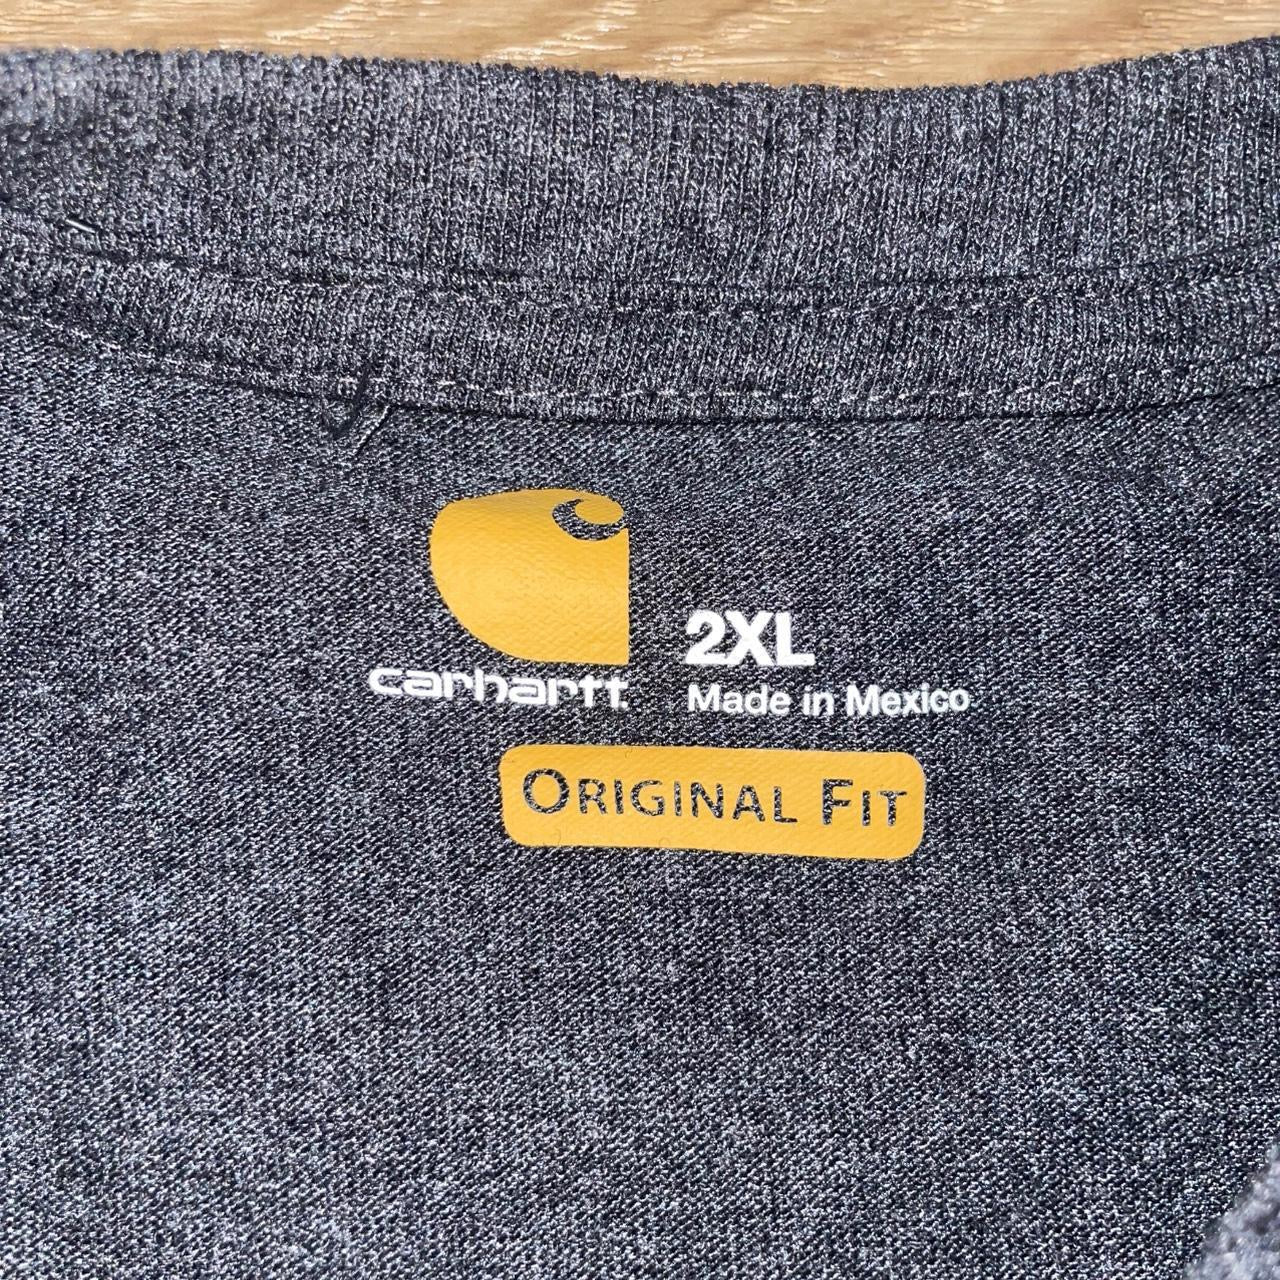 carhartt
2XL
Made in Mexico
ORIGINAL FIT